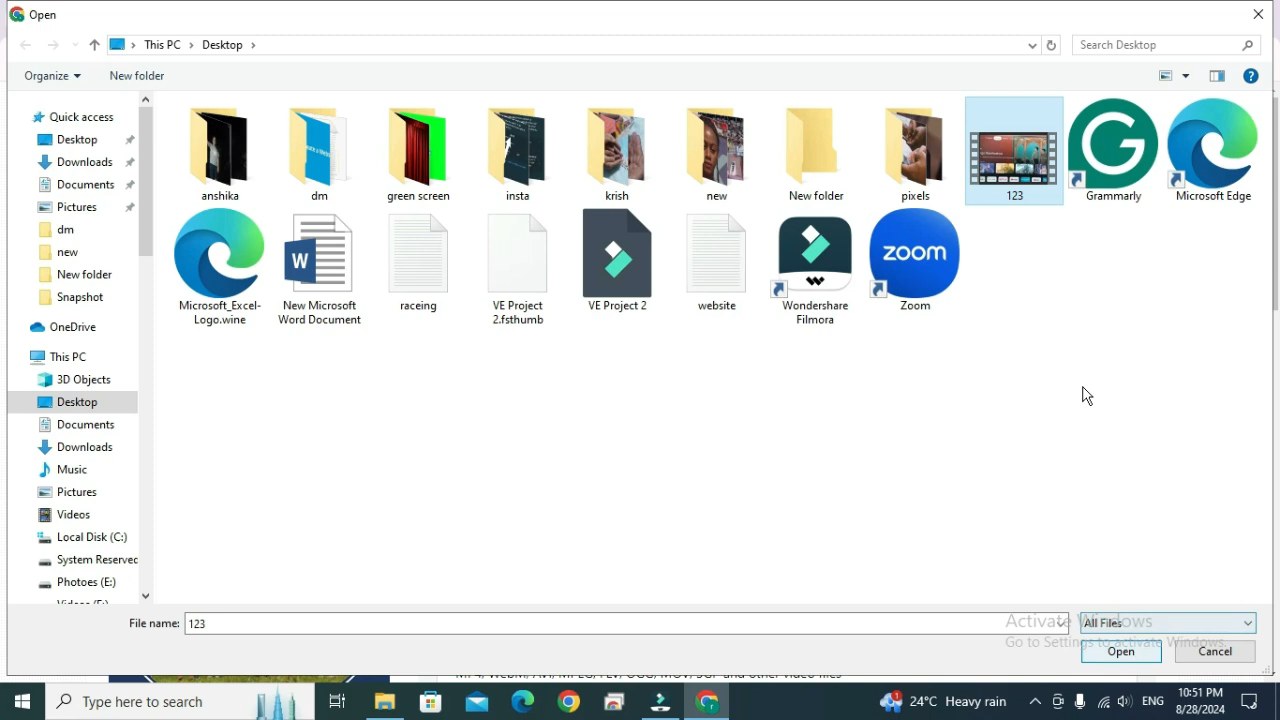 Open
This PC
Desktop
Search Desktop
Organize
New folder
Quick access
Desktop
Downloads
Documents
Pictures
dm
new
New folder
Snapshot
OneDrive
This PC
3D Objects
Desktop
Documents
Downloads
Music
Pictures
Videos
Local Disk (C:)
System Reserved
Photoes (E:)
anshika
dm
green screen
insta
krish
new
New folder
pixels
123
Grammarly
Microsoft Edge
Microsoft_Excel-
Logo.wine
New Microsoft
Word Document
raceing
VE Project
2.fsthumb
VE Project 2
website
Wondershare
Filmora
zoom
Zoom
File name: 123
All Files
Activate Windows
Go to Settings to activate Windows.
Open
Cancel
Type here to search
24°C Heavy rain
ENG
10:51 PM
8/28/2024